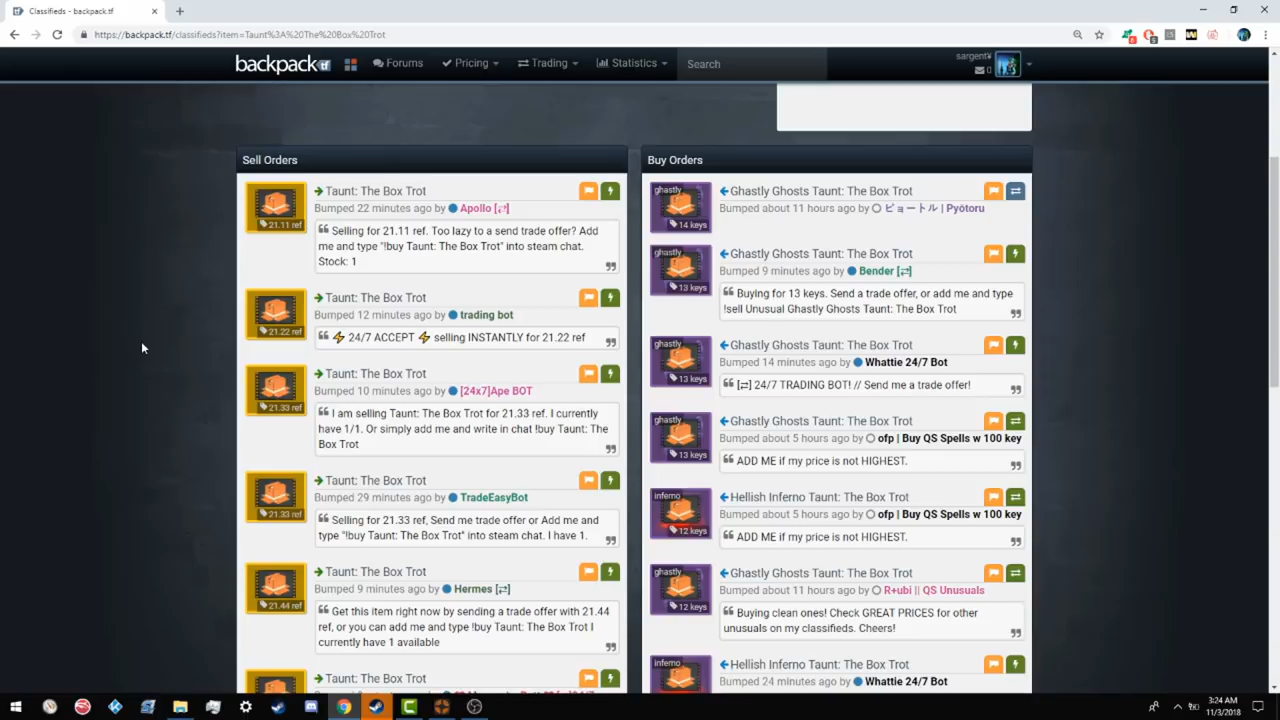 Classifieds - backpack.tf
https://backpack.tf/classifieds?item=Taunt%3A%20The%20Box%20Trot
backpack.tf
Forums
Pricing
Trading
Statistics
Search
sargent¥
0
Sell Orders
Taunt: The Box Trot
Bumped 22 minutes ago by Apollo [⇄]
21.11 ref
Selling for 21.11 ref. Too lazy to a send trade offer? Add
me and type "!buy Taunt: The Box Trot" into steam chat.
Stock: 1
Taunt: The Box Trot
Bumped 12 minutes ago by trading bot
21.22 ref
⚡ 24/7 ACCEPT ⚡ selling INSTANTLY for 21.22 ref
Taunt: The Box Trot
Bumped 10 minutes ago by [24x7]Ape BOT
21.33 ref
I am selling Taunt: The Box Trot for 21.33 ref. I currently
have 1/1. Or simply add me and write in chat !buy Taunt: The
Box Trot
Taunt: The Box Trot
Bumped 29 minutes ago by TradeEasyBot
21.33 ref
Selling for 21.33 ref, Send me trade offer or Add me and
type "!buy Taunt: The Box Trot" into steam chat. I have 1.
Taunt: The Box Trot
Bumped 9 minutes ago by Hermes [⇄]
21.44 ref
Get this item right now by sending a trade offer with 21.44
ref, or you can add me and type !buy Taunt: The Box Trot I
currently have 1 available
Taunt: The Box Trot
Buy Orders
ghastly
Ghastly Ghosts Taunt: The Box Trot
Bumped about 11 hours ago by ピョートル | Pyõtoru
14 keys
ghastly
Ghastly Ghosts Taunt: The Box Trot
Bumped 9 minutes ago by Bender [⇄]
13 keys
Buying for 13 keys. Send a trade offer, or add me and type
!sell Unusual Ghastly Ghosts Taunt: The Box Trot
ghastly
Ghastly Ghosts Taunt: The Box Trot
Bumped 14 minutes ago by Whattie 24/7 Bot
13 keys
[⇄] 24/7 TRADING BOT! // Send me a trade offer!
ghastly
Ghastly Ghosts Taunt: The Box Trot
Bumped about 5 hours ago by ofp | Buy QS Spells w 100 key
13 keys
ADD ME if my price is not HIGHEST.
inferno
Hellish Inferno Taunt: The Box Trot
Bumped about 5 hours ago by ofp | Buy QS Spells w 100 key
12 keys
ADD ME if my price is not HIGHEST.
ghastly
Ghastly Ghosts Taunt: The Box Trot
Bumped about 11 hours ago by R+ubi || QS Unusuals
12 keys
Buying clean ones! Check GREAT PRICES for other
unusuals on my classifieds. Cheers!
inferno
Hellish Inferno Taunt: The Box Trot
Bumped 24 minutes ago by Whattie 24/7 Bot
3:24 AM
11/3/2018